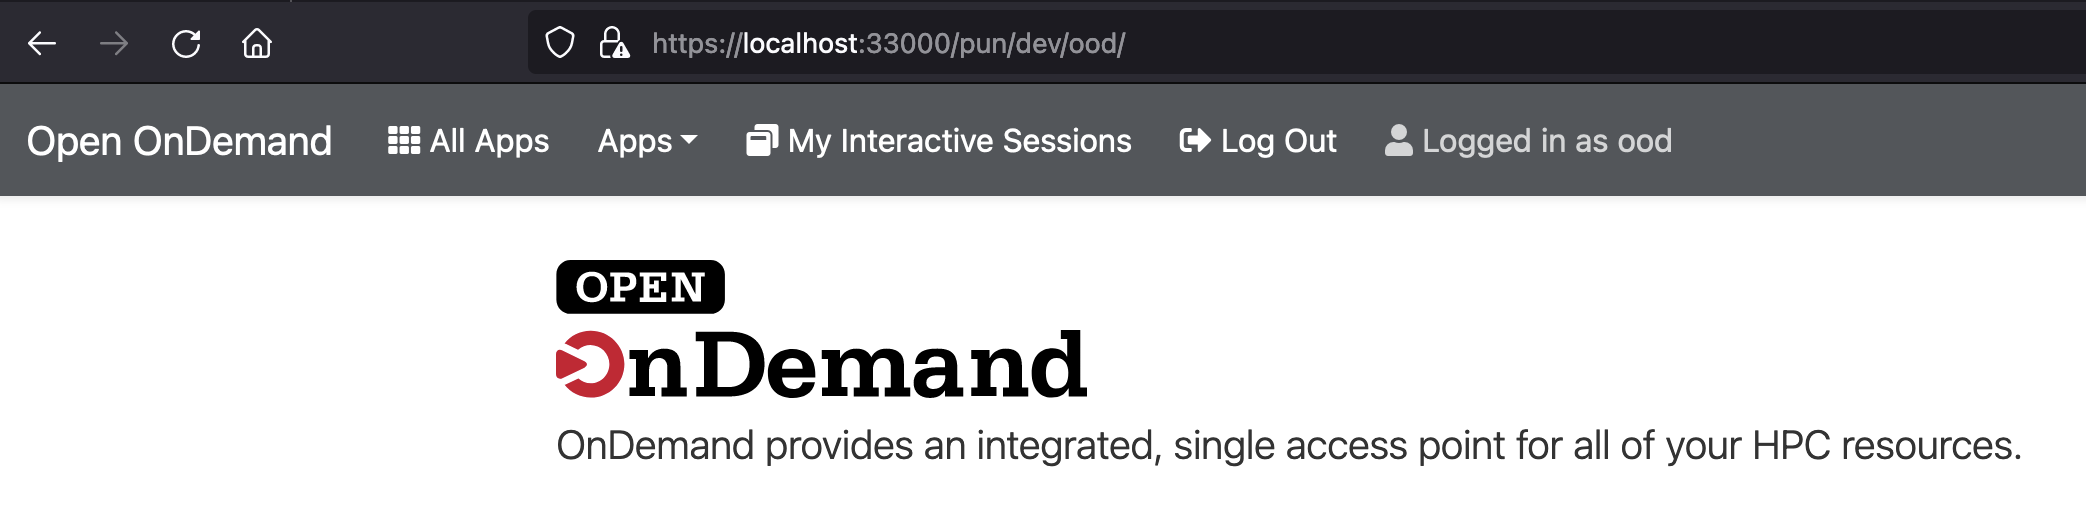 https://localhost:33000/pun/dev/ood/
Open OnDemand All Apps Apps My Interactive Sessions Log Out Logged in as ood
OPEN
OnDemand
OnDemand provides an integrated, single access point for all of your HPC resources.